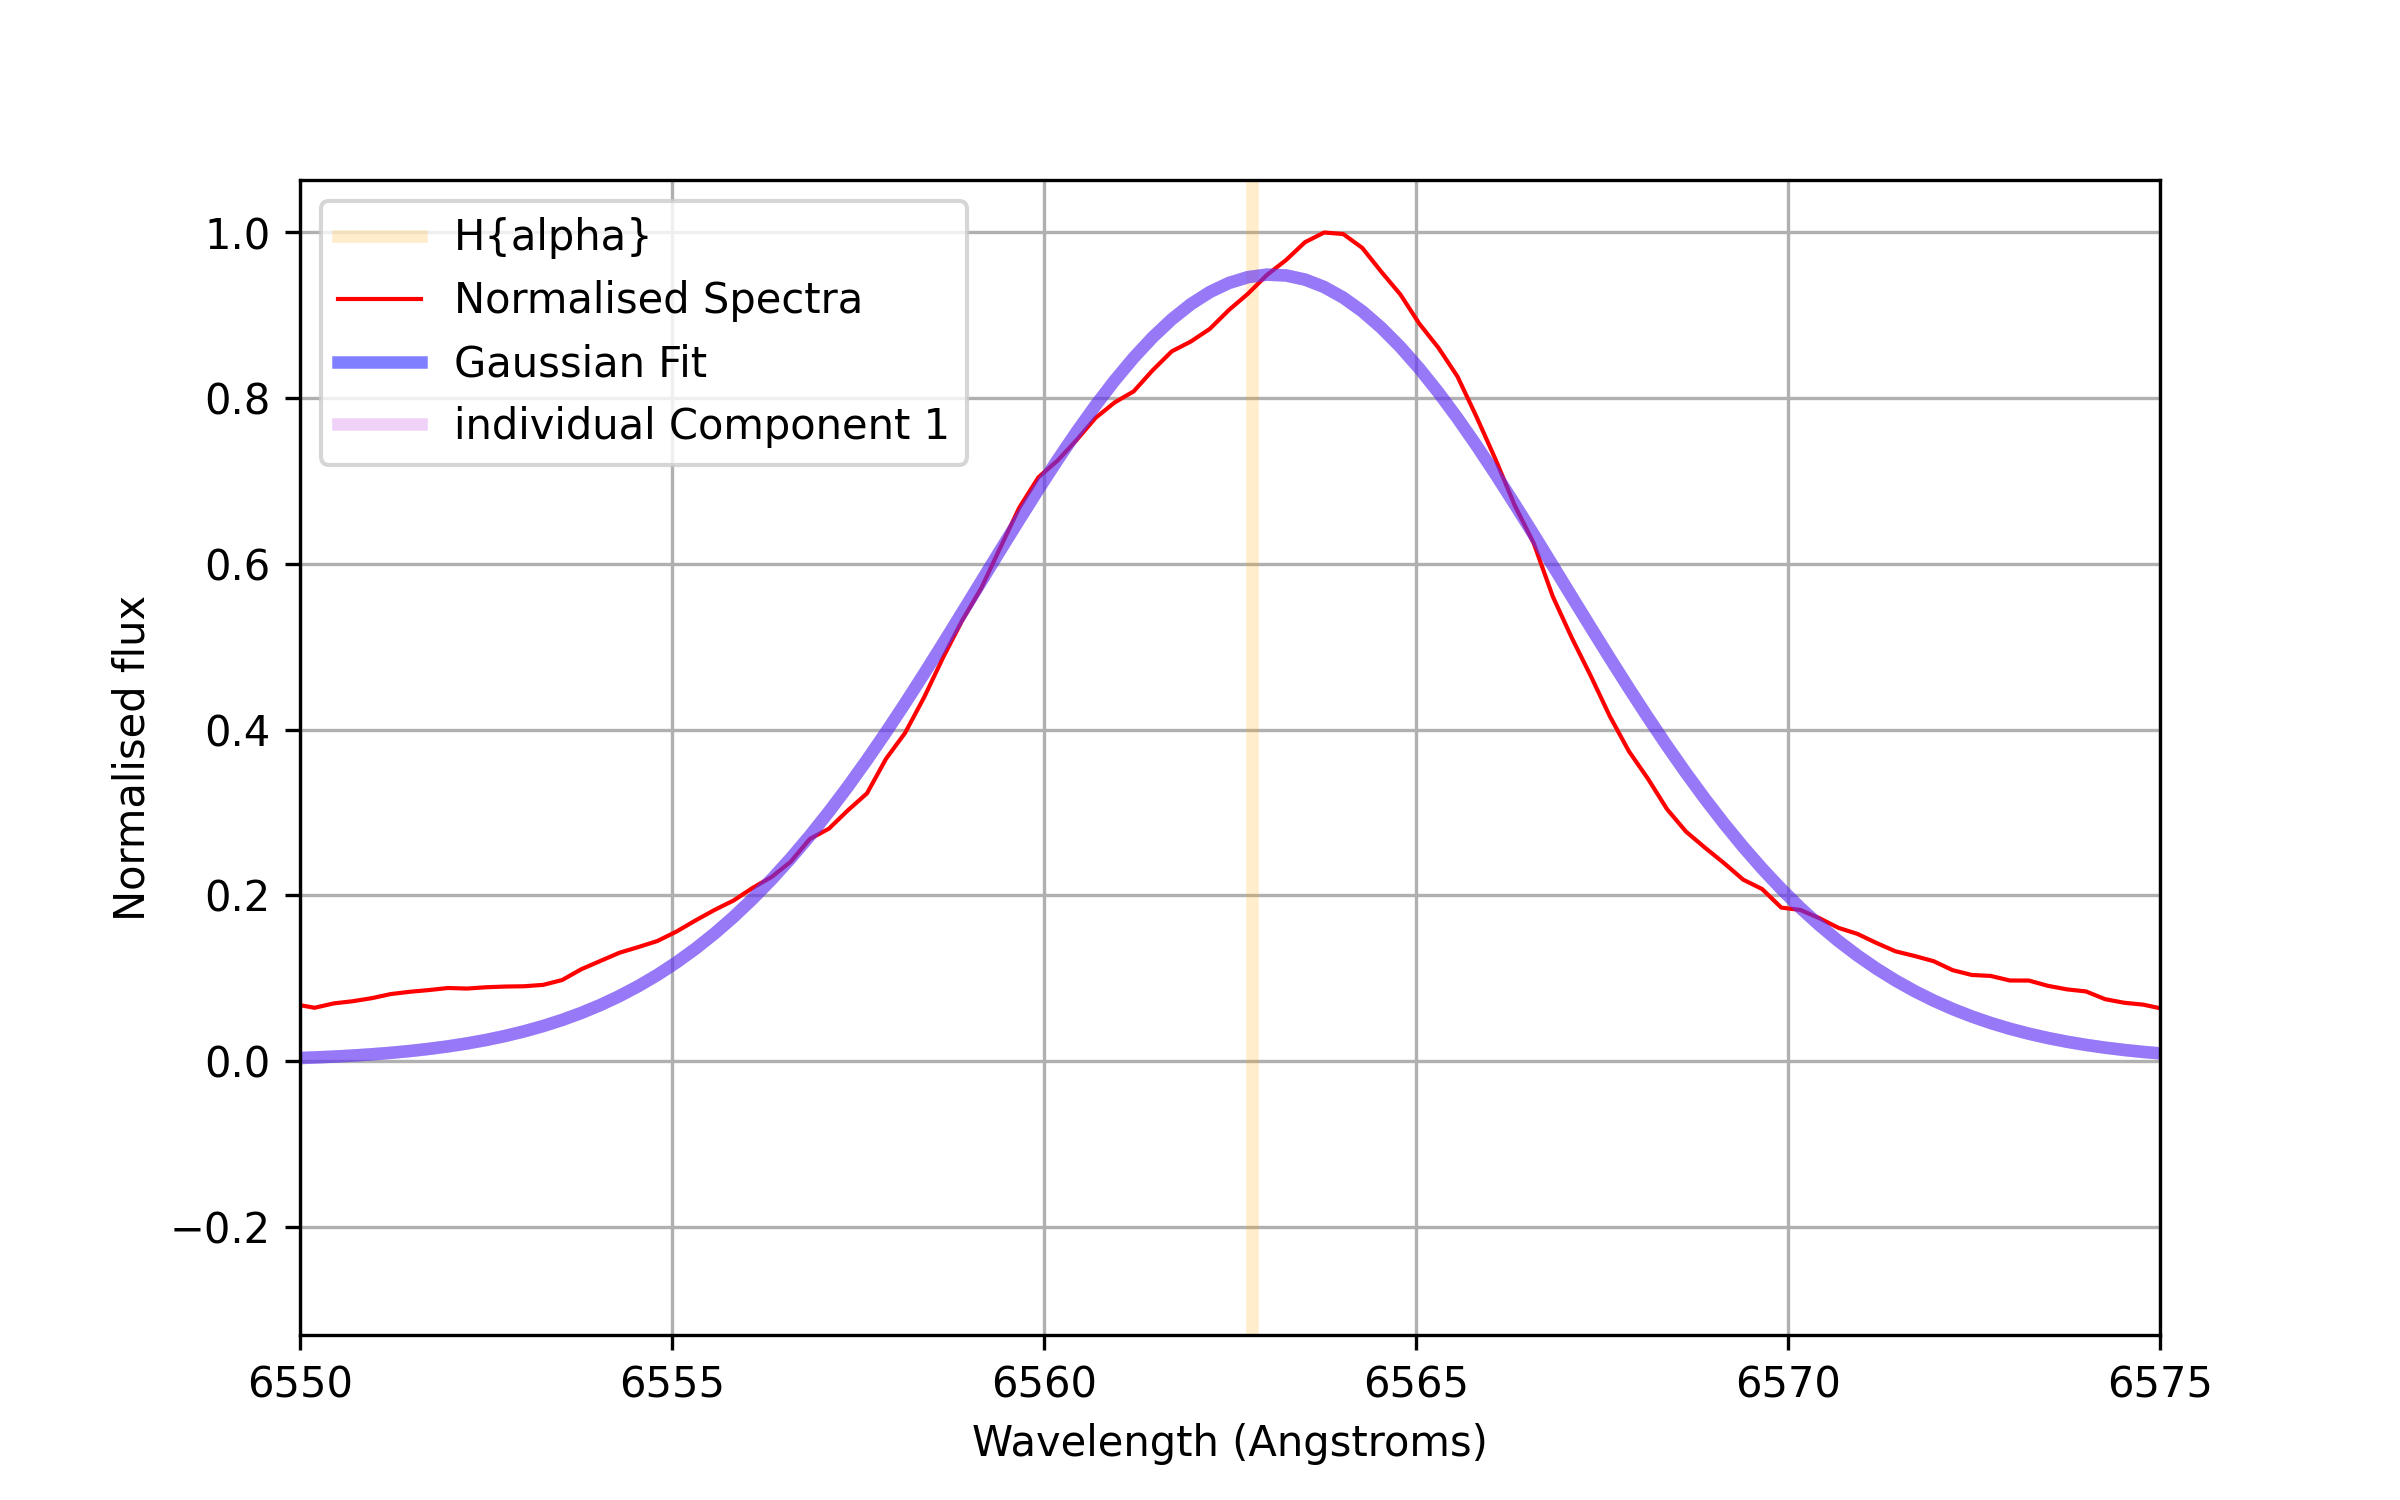 H{alpha}
Normalised Spectra
Gaussian Fit
individual Component 1
1.0
0.8
0.6
0.4
0.2
0.0
−0.2
Normalised flux
6550 6555 6560 6565 6570 6575
Wavelength (Angstroms)